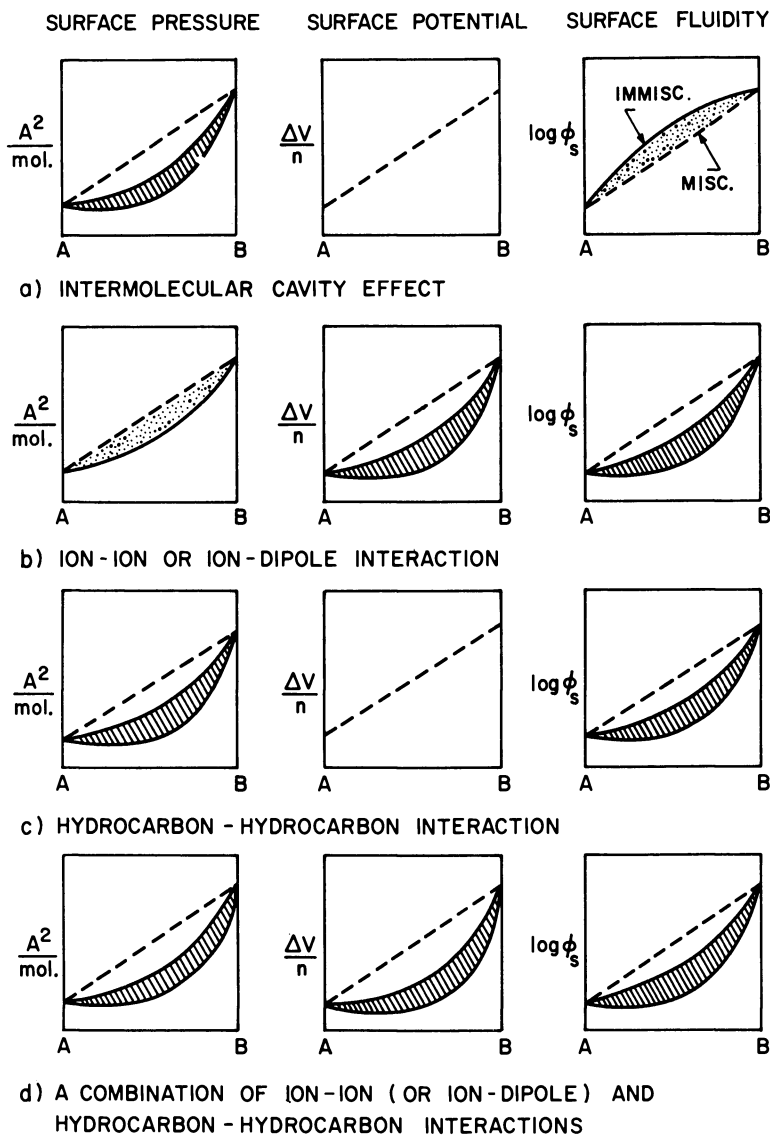 SURFACE PRESSURE SURFACE POTENTIAL SURFACE FLUIDITY
A²/mol. ΔV/n log ϕs IMMISC. MISC.
A B A B A B
a) INTERMOLECULAR CAVITY EFFECT
A²/mol. ΔV/n log ϕs
A B A B A B
b) ION-ION OR ION-DIPOLE INTERACTION
A²/mol. ΔV/n log ϕs
A B A B A B
c) HYDROCARBON-HYDROCARBON INTERACTION
A²/mol. ΔV/n log ϕs
A B A B A B
d) A COMBINATION OF ION-ION (OR ION-DIPOLE) AND
HYDROCARBON-HYDROCARBON INTERACTIONS